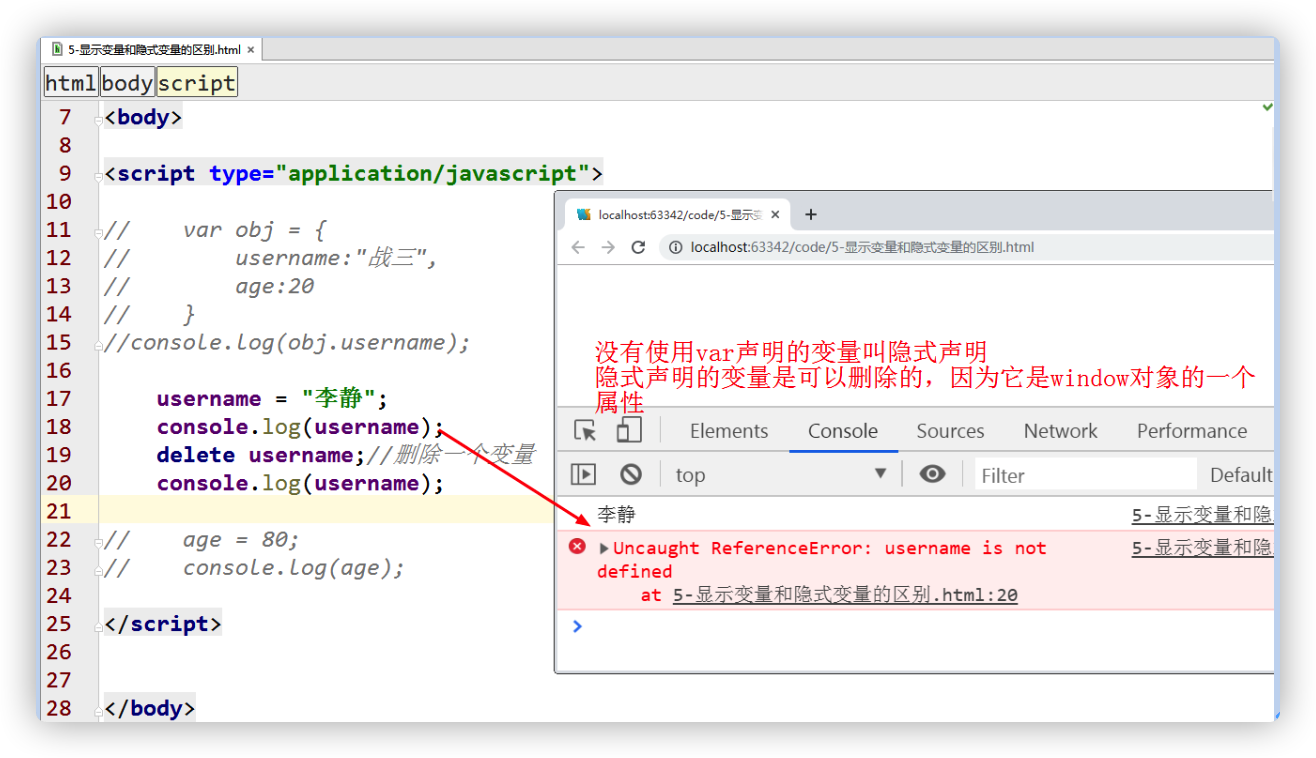 5-显示变量和隐式变量的区别.html ×
html body script
7 <body>
8
9 <script type="application/javascript">
10
11 // var obj = {
12 // username:"战三",
13 // age:20
14 // }
15 //console.log(obj.username);
16
17 username = "李静";
18 console.log(username);
19 delete username;//删除一个变量
20 console.log(username);
21
22 // age = 80;
23 // console.log(age);
24
25 </script>
26
27
28 </body>
localhost:63342/code/5-显示 × +
localhost:63342/code/5-显示变量和隐式变量的区别.html
没有使用var声明的变量叫隐式声明
隐式声明的变量是可以删除的，因为它是window对象的一个
属性
Elements Console Sources Network Performance
top Filter Default
李静 5-显示变量和隐
Uncaught ReferenceError: username is not 5-显示变量和隐
defined
at 5-显示变量和隐式变量的区别.html:20